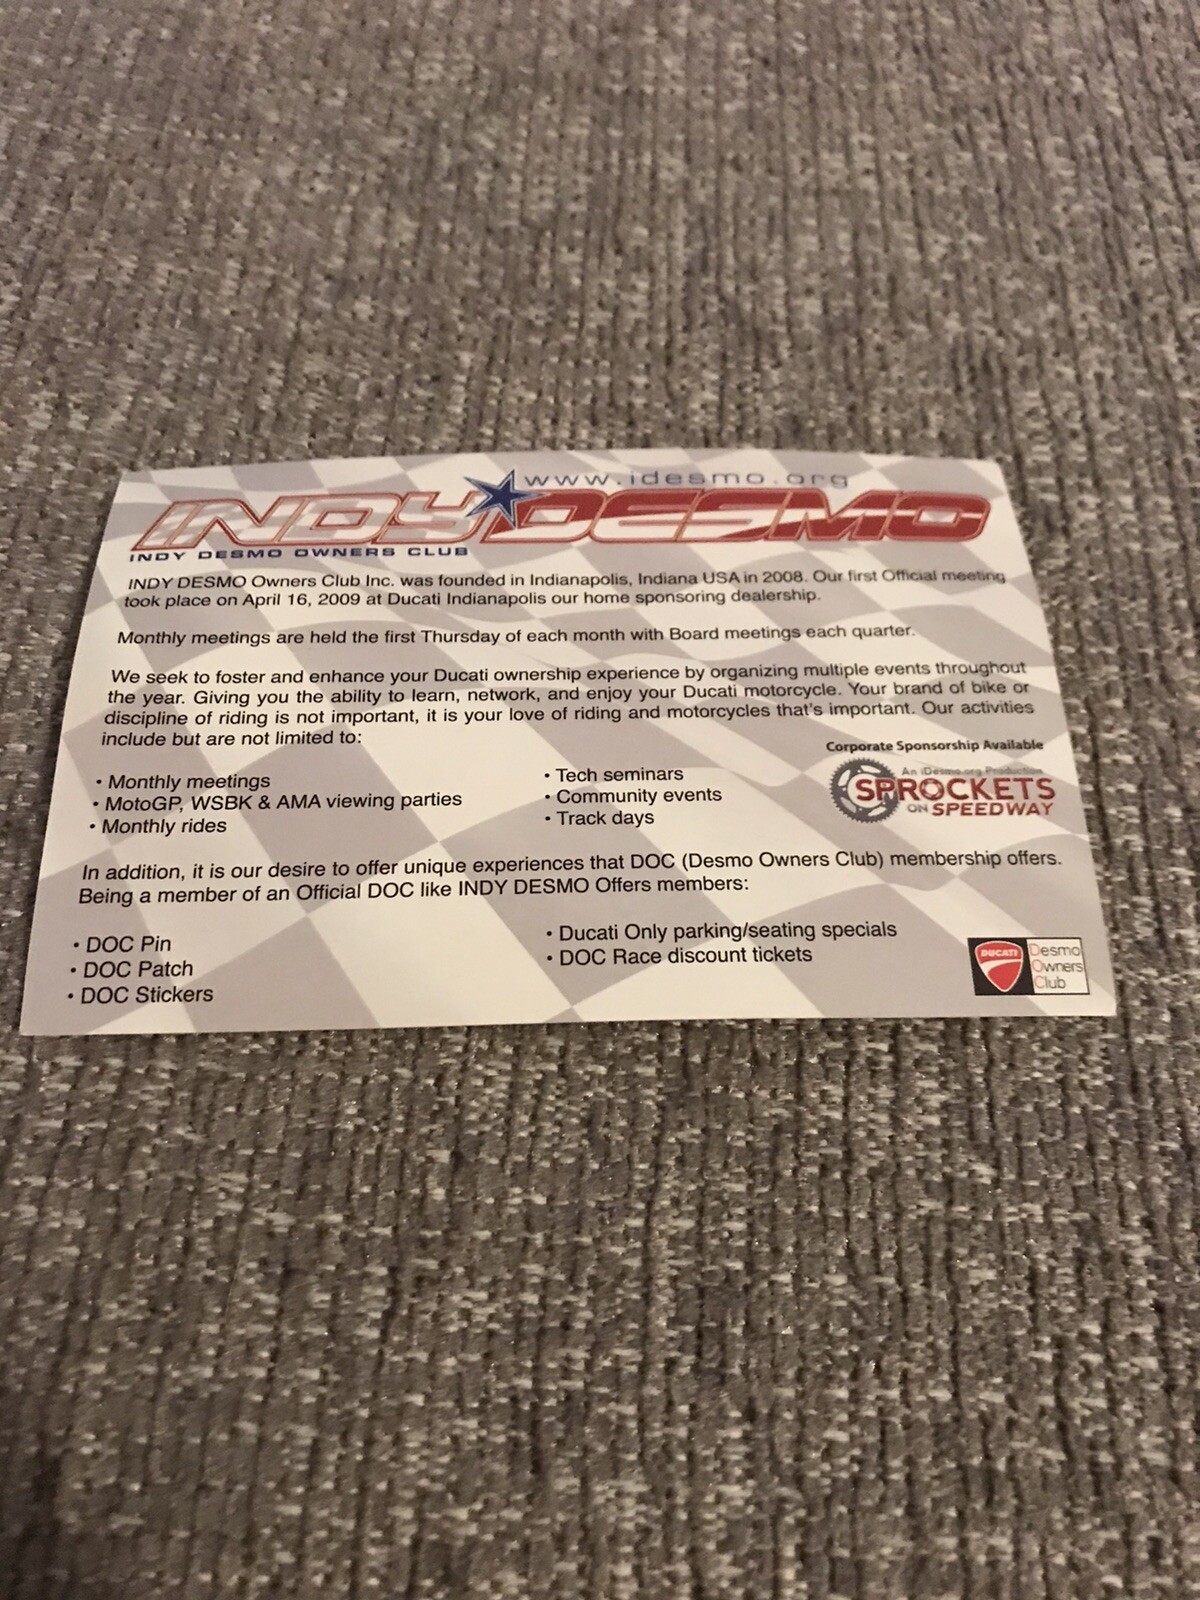 www.idesmo.org
INDY DESMO
INDY DESMO OWNERS CLUB
INDY DESMO Owners Club Inc. was founded in Indianapolis, Indiana USA in 2008. Our first Official meeting
took place on April 16, 2009 at Ducati Indianapolis our home sponsoring dealership.
Monthly meetings are held the first Thursday of each month with Board meetings each quarter.
We seek to foster and enhance your Ducati ownership experience by organizing multiple events throughout
the year. Giving you the ability to learn, network, and enjoy your Ducati motorcycle. Your brand of bike or
discipline of riding is not important, it is your love of riding and motorcycles that's important. Our activities
include but are not limited to:
• Monthly meetings
• MotoGP, WSBK & AMA viewing parties
• Monthly rides
• Tech seminars
• Community events
• Track days
Corporate Sponsorship Available
An iDesmo.org Production
SPROCKETS
ON SPEEDWAY
In addition, it is our desire to offer unique experiences that DOC (Desmo Owners Club) membership offers.
Being a member of an Official DOC like INDY DESMO Offers members:
• DOC Pin
• DOC Patch
• DOC Stickers
• Ducati Only parking/seating specials
• DOC Race discount tickets
DUCATI
Desmo
Owners
Club